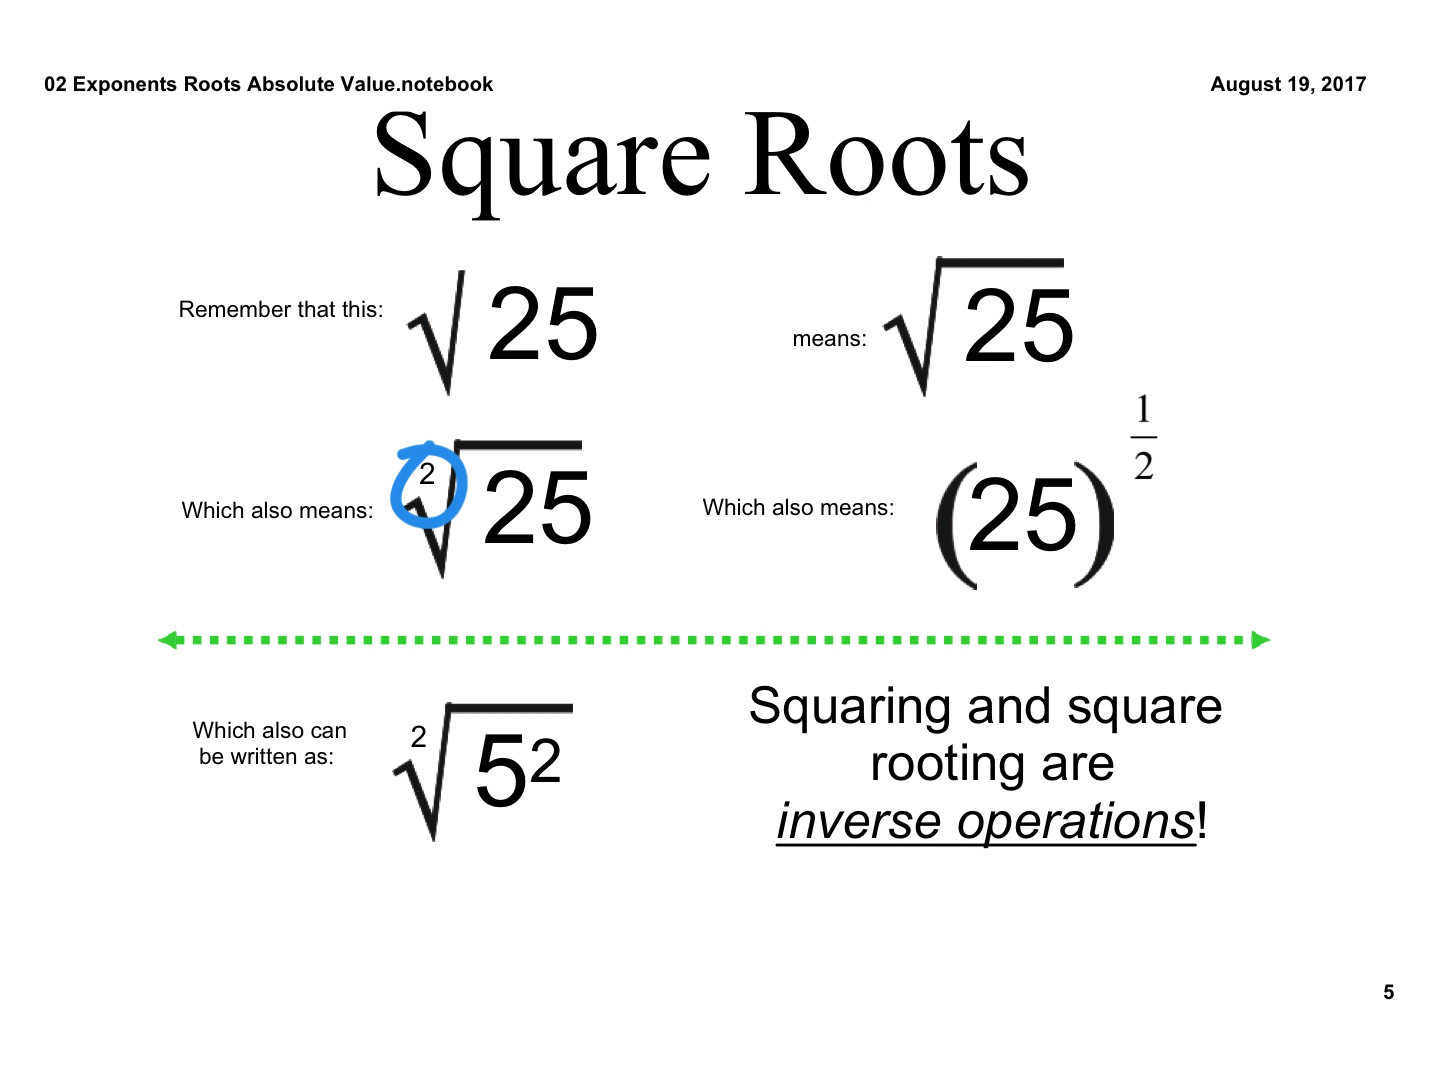 02 Exponents Roots Absolute Value.notebook
August 19, 2017
Square Roots
Remember that this: √ 25
means: √25
Which also means: ²√25
Which also means: (25)^(1/2)
Which also can
be written as: ²√5²
Squaring and square
rooting are
inverse operations!
5